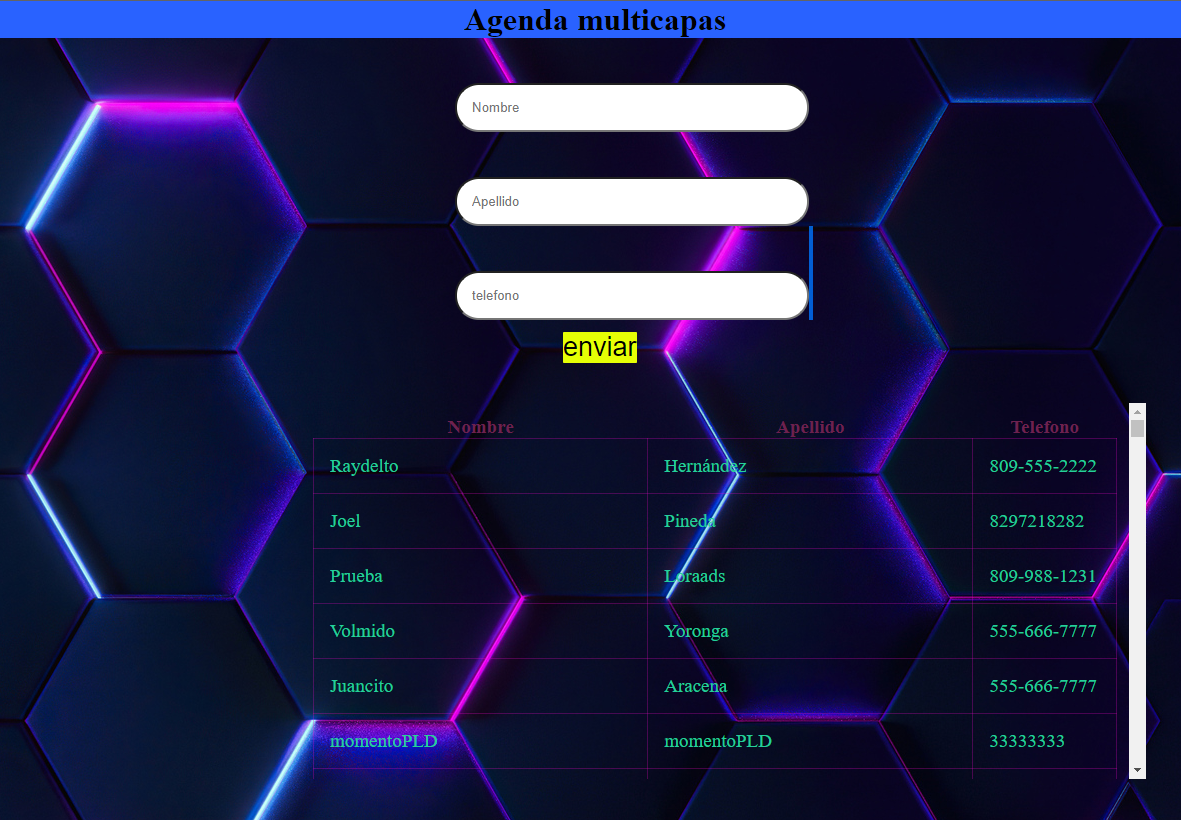 Agenda multicapas
Nombre
Apellido
telefono
enviar
Nombre Apellido Telefono
Raydelto Hernández 809-555-2222
Joel Pineda 8297218282
Prueba Loraads 809-988-1231
Volmido Yoronga 555-666-7777
Juancito Aracena 555-666-7777
momentoPLD momentoPLD 33333333